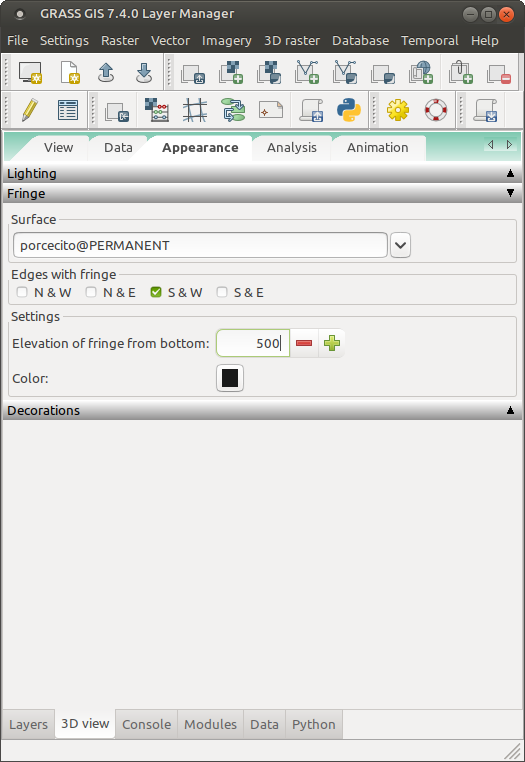 GRASS GIS 7.4.0 Layer Manager
File Settings Raster Vector Imagery 3D raster Database Temporal Help
View Data Appearance Analysis Animation
Lighting
Fringe
Surface
porcecito@PERMANENT
Edges with fringe
N & W N & E S & W S & E
Settings
Elevation of fringe from bottom: 500
Color:
Decorations
Layers 3D view Console Modules Data Python